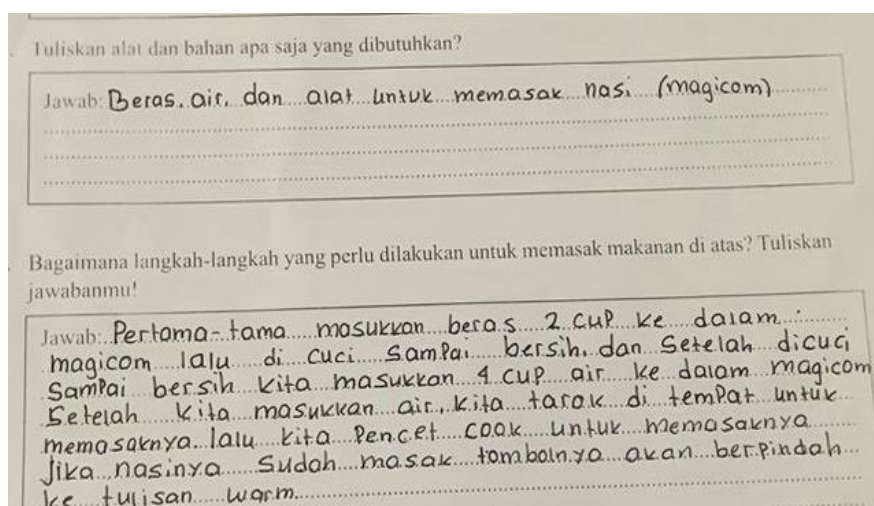 Tuliskan alat dan bahan apa saja yang dibutuhkan?
Jawab: Beras, air, dan alat untuk memasak nasi (magicom)
Bagaimana langkah-langkah yang perlu dilakukan untuk memasak makanan di atas? Tuliskan
jawabanmu!
Jawab: Pertama-tama masukkan beras 2 cup ke dalam
magicom lalu di cuci sampai bersih, dan setelah dicuci
sampai bersih kita masukkan 4 cup air ke dalam magicom
Setelah kita masukkan air, kita tarok di tempat untuk
memasaknya. lalu kita pencet cook untuk memasaknya
Jika nasinya sudah masak tombolnya akan berpindah
ke tulisan warm.